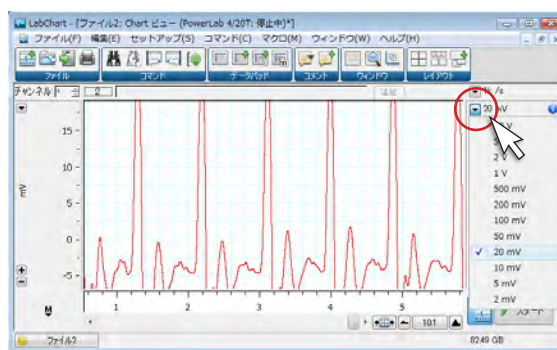 LabChart - [ファイル2: Chart ビュー (PowerLab 4/20T: 停止中)*]
ファイル(F) 編集(E) セットアップ(S) コマンド(C) マクロ(M) ウィンドウ(W) ヘルプ(H)
ファイル コマンド データパッド コメント ウィンドウ レイアウト
チャンネル 2 追加 1k /s
20 mV
2 V
1 V
500 mV
200 mV
100 mV
50 mV
✓ 20 mV
10 mV
5 mV
2 mV
15
mV
5
0
-5
M
1 2 3 4 5
10:1
ファイル2
8249 GB